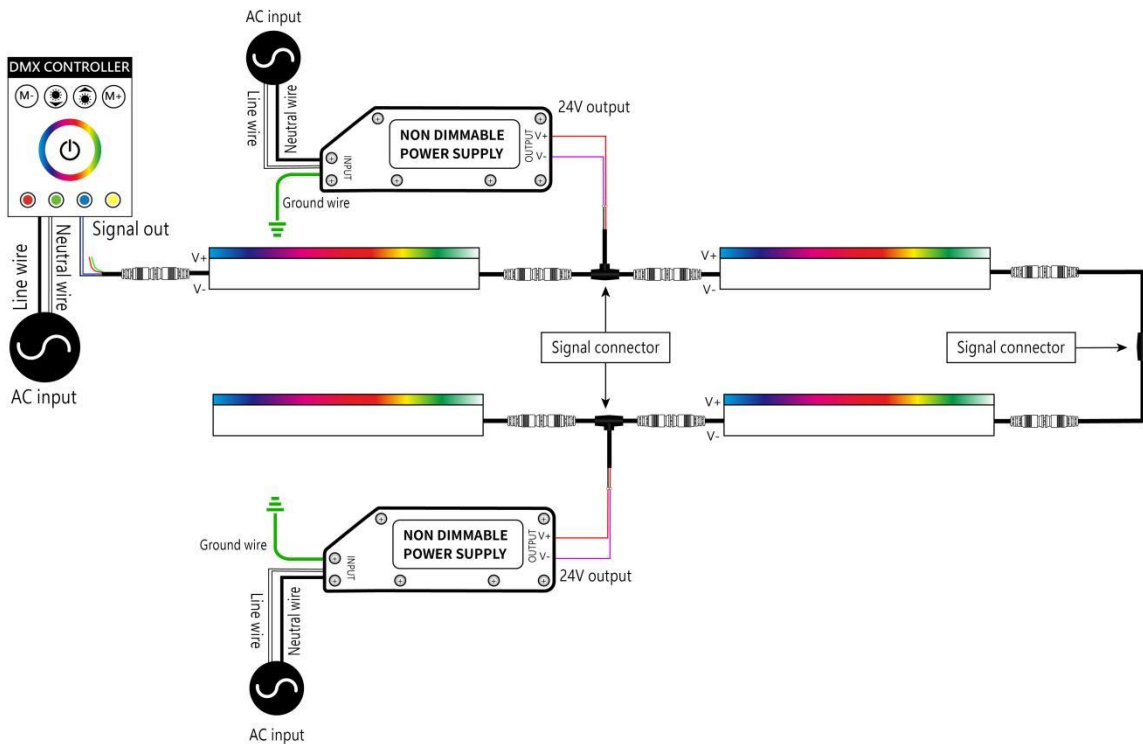 AC input
DMX CONTROLLER
M-
M+
Line wire
Neutral wire
24V output
NON DIMMABLE
POWER SUPPLY
INPUT
OUTPUT
V+
V-
Ground wire
Signal out
Line wire
Neutral wire
AC input
V+
V-
V+
V-
Signal connector
Signal connector
V+
V-
Ground wire
INPUT
NON DIMMABLE
POWER SUPPLY
OUTPUT
V+
V-
24V output
Line wire
Neutral wire
AC input